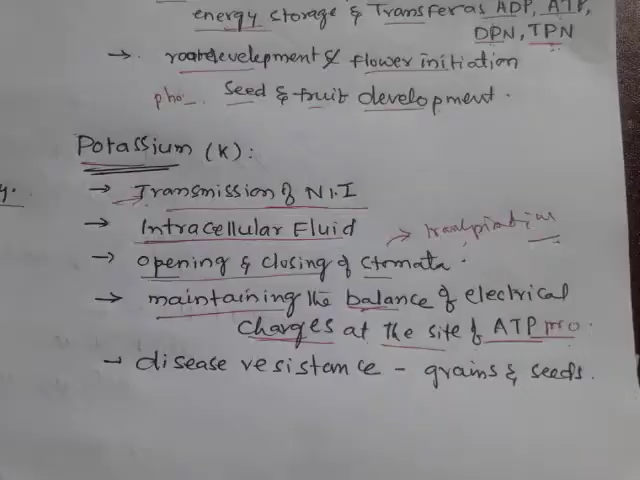 energy storage & Transfer as ADP, ATP,
DPN, TPN
→ root development & flower initiation
pho_ Seed & fruit development.
Potassium (K):
y.
→ Transmission of N.I
→ Intracellular Fluid
→ transpiration
→ opening & closing of stomata.
→ maintaining the balance of electrical
charges at the site of ATP pro.
→ disease resistance - grains & seeds.